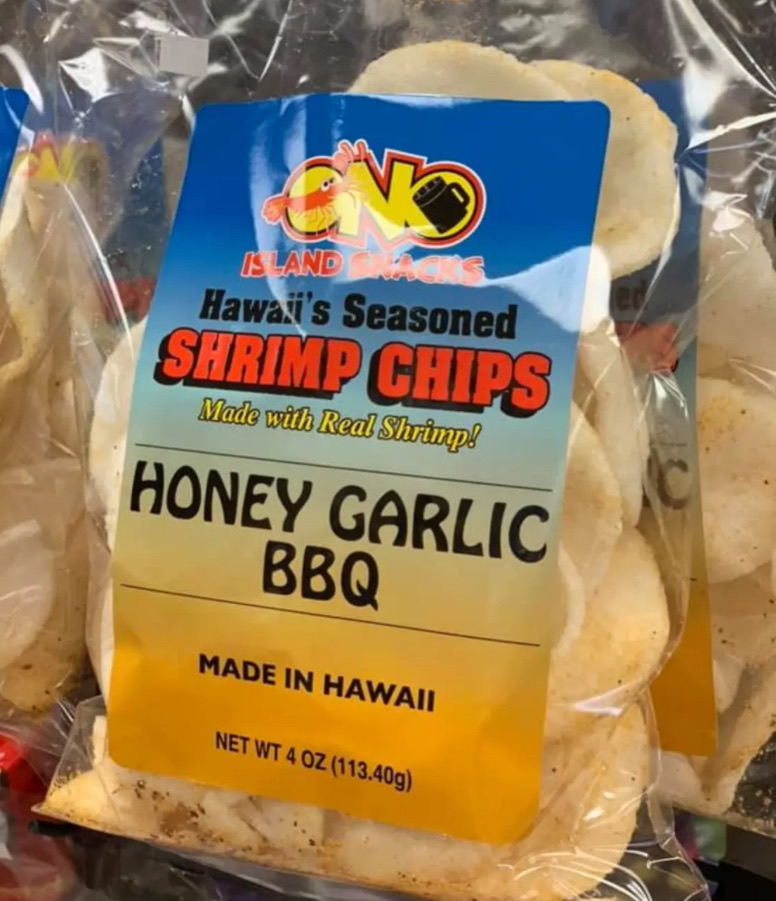 ONO
ISLAND SNACKS
Hawaii's Seasoned
SHRIMP CHIPS
Made with Real Shrimp!
HONEY GARLIC
BBQ
MADE IN HAWAII
NET WT 4 OZ (113.40g)
ed
C